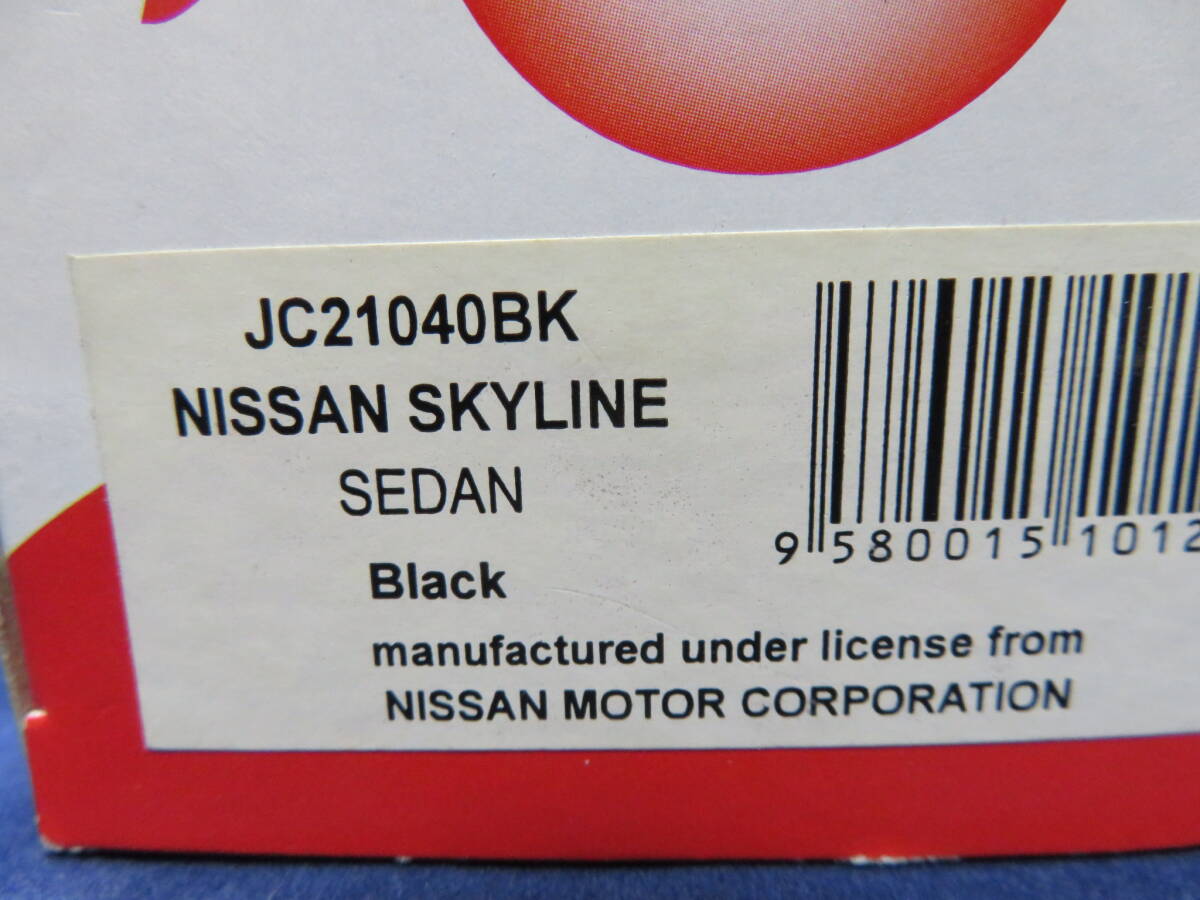 JC21040BK
NISSAN SKYLINE
SEDAN
Black
manufactured under license from
NISSAN MOTOR CORPORATION
9 580015 1012